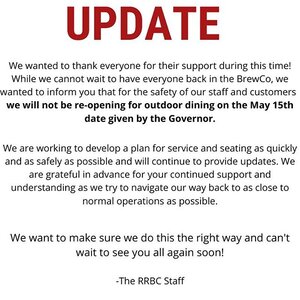 UPDATE
We wanted to thank everyone for their support during this time!
While we cannot wait to have everyone back in the BrewCo, we
wanted to inform you that for the safety of our staff and customers
we will not be re-opening for outdoor dining on the May 15th
date given by the Governor.
We are working to develop a plan for service and seating as quickly
and as safely as possible and will continue to provide updates. We
are grateful in advance for your continued support and
understanding as we try to navigate our way back to as close to
normal operations as possible.
We want to make sure we do this the right way and can't
wait to see you all again soon!
-The RRBC Staff